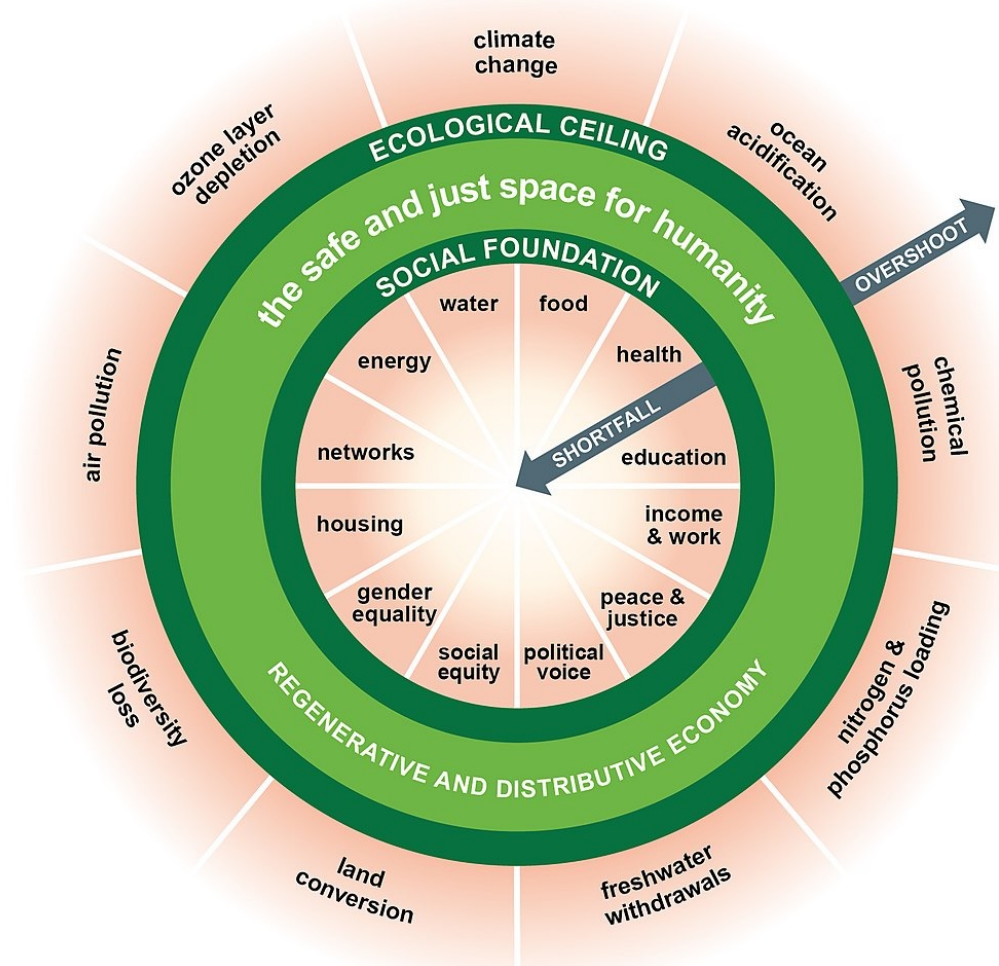 climate
change
ozone layer
depletion
ocean
acidification
ECOLOGICAL CEILING
the safe and just space for humanity
SOCIAL FOUNDATION
OVERSHOOT
water
food
energy
health
SHORTFALL
networks
education
housing
income
& work
gender
equality
peace &
justice
social
equity
political
voice
REGENERATIVE AND DISTRIBUTIVE ECONOMY
air pollution
chemical
pollution
biodiversity
loss
nitrogen &
phosphorus loading
land
conversion
freshwater
withdrawals